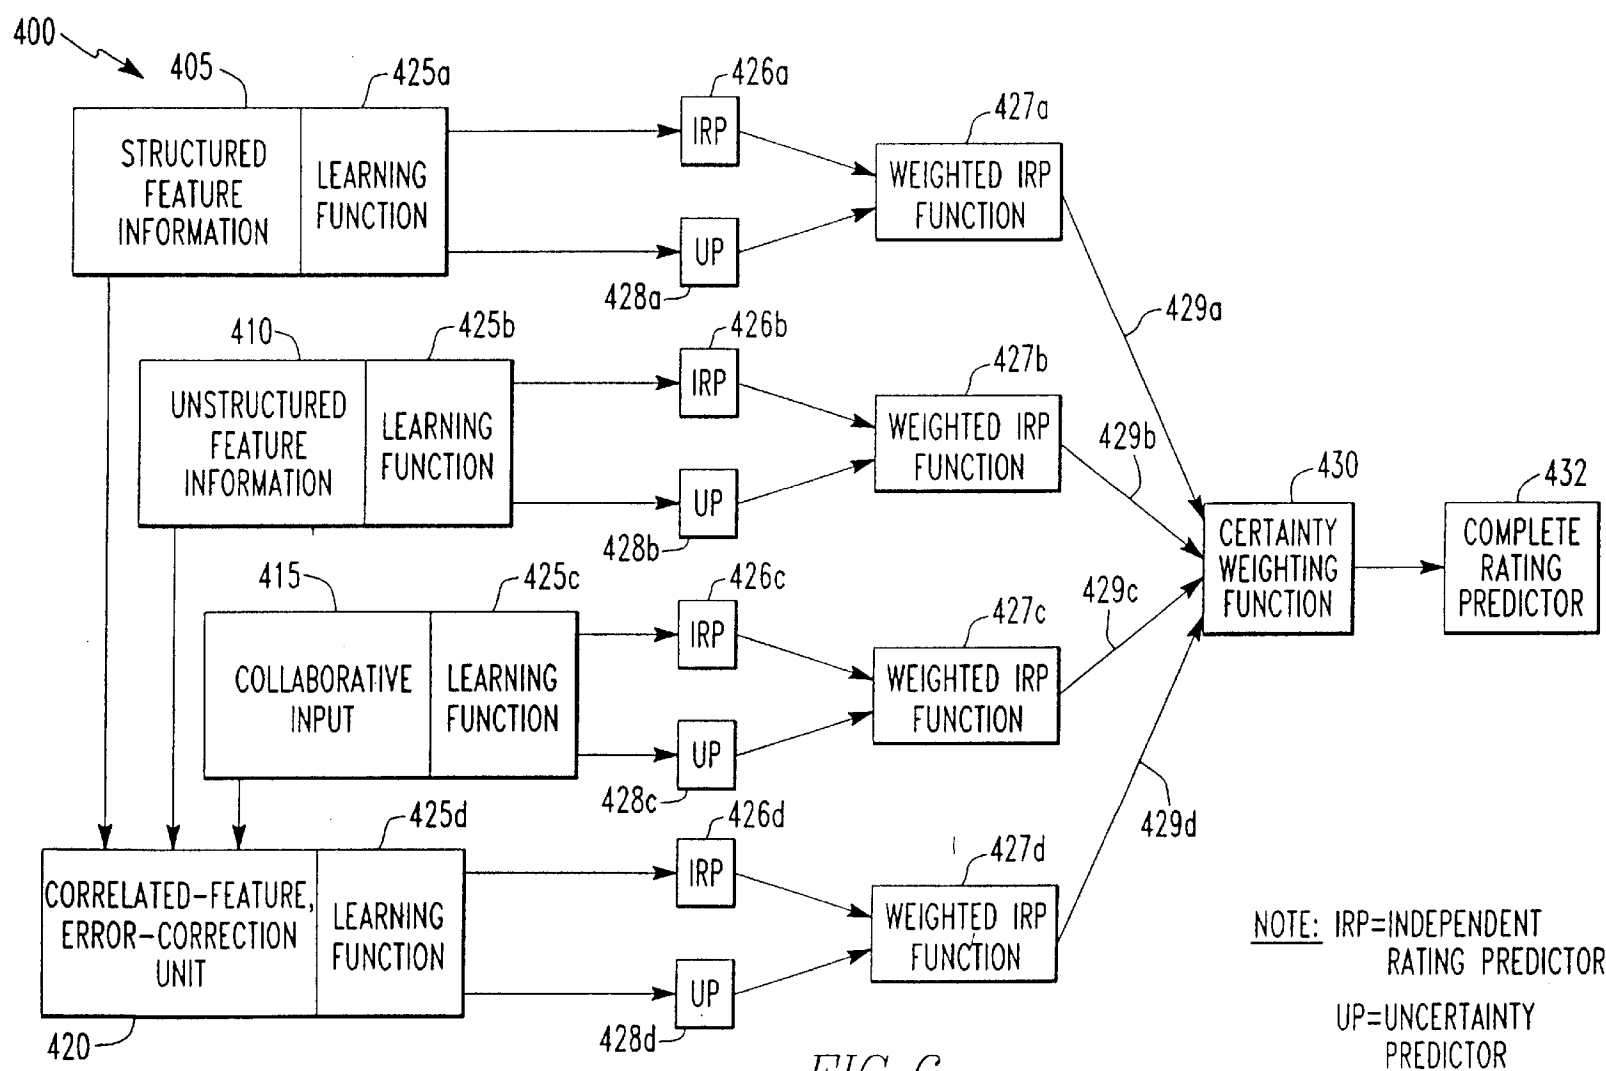 400
405
425a
STRUCTURED
FEATURE
INFORMATION
LEARNING
FUNCTION
426a
IRP
UP
428a
427a
WEIGHTED IRP
FUNCTION
429a
410
425b
UNSTRUCTURED
FEATURE
INFORMATION
LEARNING
FUNCTION
426b
IRP
UP
428b
427b
WEIGHTED IRP
FUNCTION
429b
415
425c
COLLABORATIVE
INPUT
LEARNING
FUNCTION
426c
IRP
UP
428c
427c
WEIGHTED IRP
FUNCTION
429c
430
CERTAINTY
WEIGHTING
FUNCTION
432
COMPLETE
RATING
PREDICTOR
425d
CORRELATED-FEATURE,
ERROR-CORRECTION
UNIT
420
LEARNING
FUNCTION
426d
IRP
UP
428d
427d
WEIGHTED IRP
FUNCTION
429d
NOTE: IRP=INDEPENDENT
RATING PREDICTOR
UP=UNCERTAINTY
PREDICTOR
FIG.